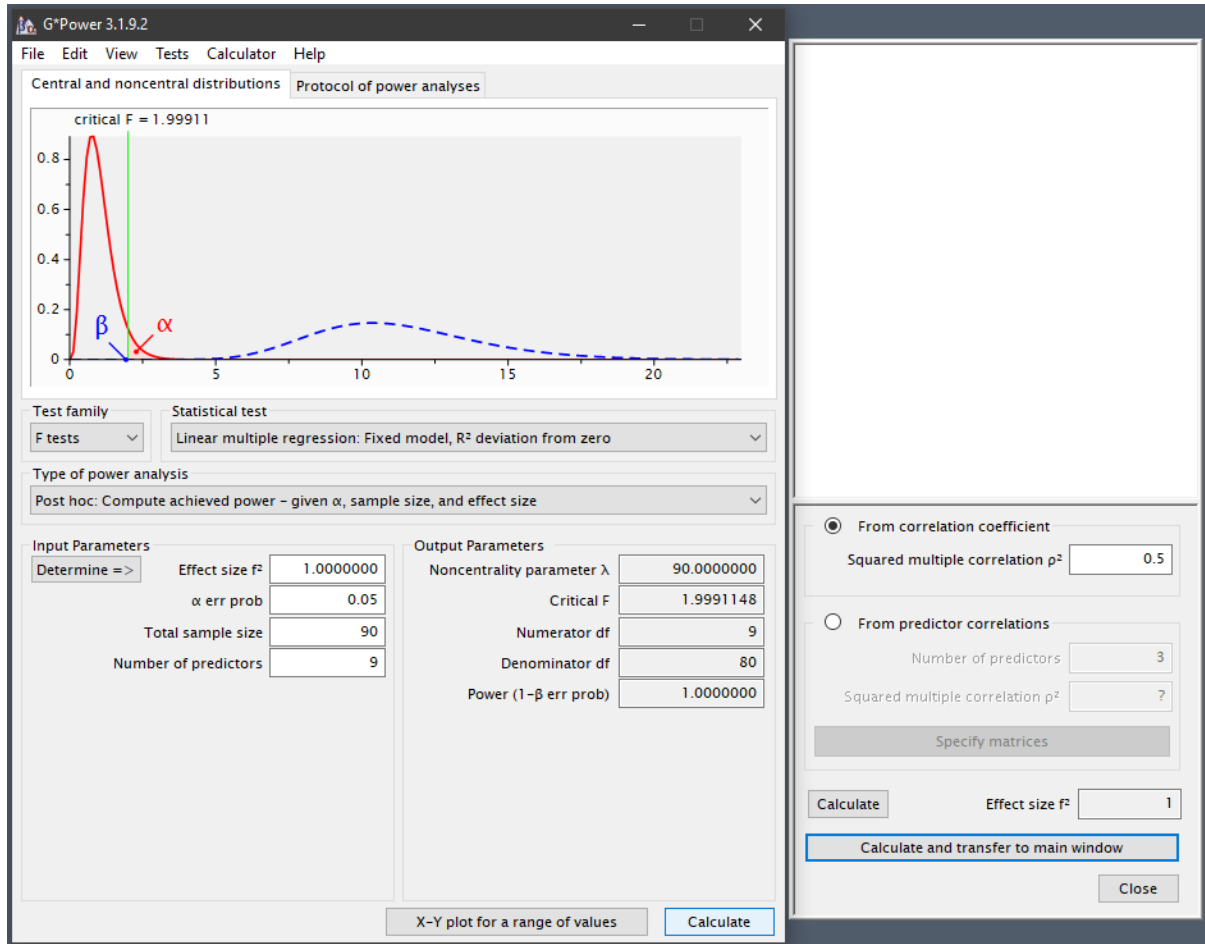 G*Power 3.1.9.2
File Edit View Tests Calculator Help
Central and noncentral distributions Protocol of power analyses
critical F = 1.99911
0.8
0.6
0.4
0.2
0
β α
0 5 10 15 20
Test family Statistical test
F tests Linear multiple regression: Fixed model, R² deviation from zero
Type of power analysis
Post hoc: Compute achieved power – given α, sample size, and effect size
Input Parameters
Determine => Effect size f² 1.0000000
α err prob 0.05
Total sample size 90
Number of predictors 9
Output Parameters
Noncentrality parameter λ 90.0000000
Critical F 1.9991148
Numerator df 9
Denominator df 80
Power (1-β err prob) 1.0000000
X-Y plot for a range of values Calculate
From correlation coefficient
Squared multiple correlation ρ² 0.5
From predictor correlations
Number of predictors 3
Squared multiple correlation ρ² ?
Specify matrices
Calculate Effect size f² 1
Calculate and transfer to main window
Close